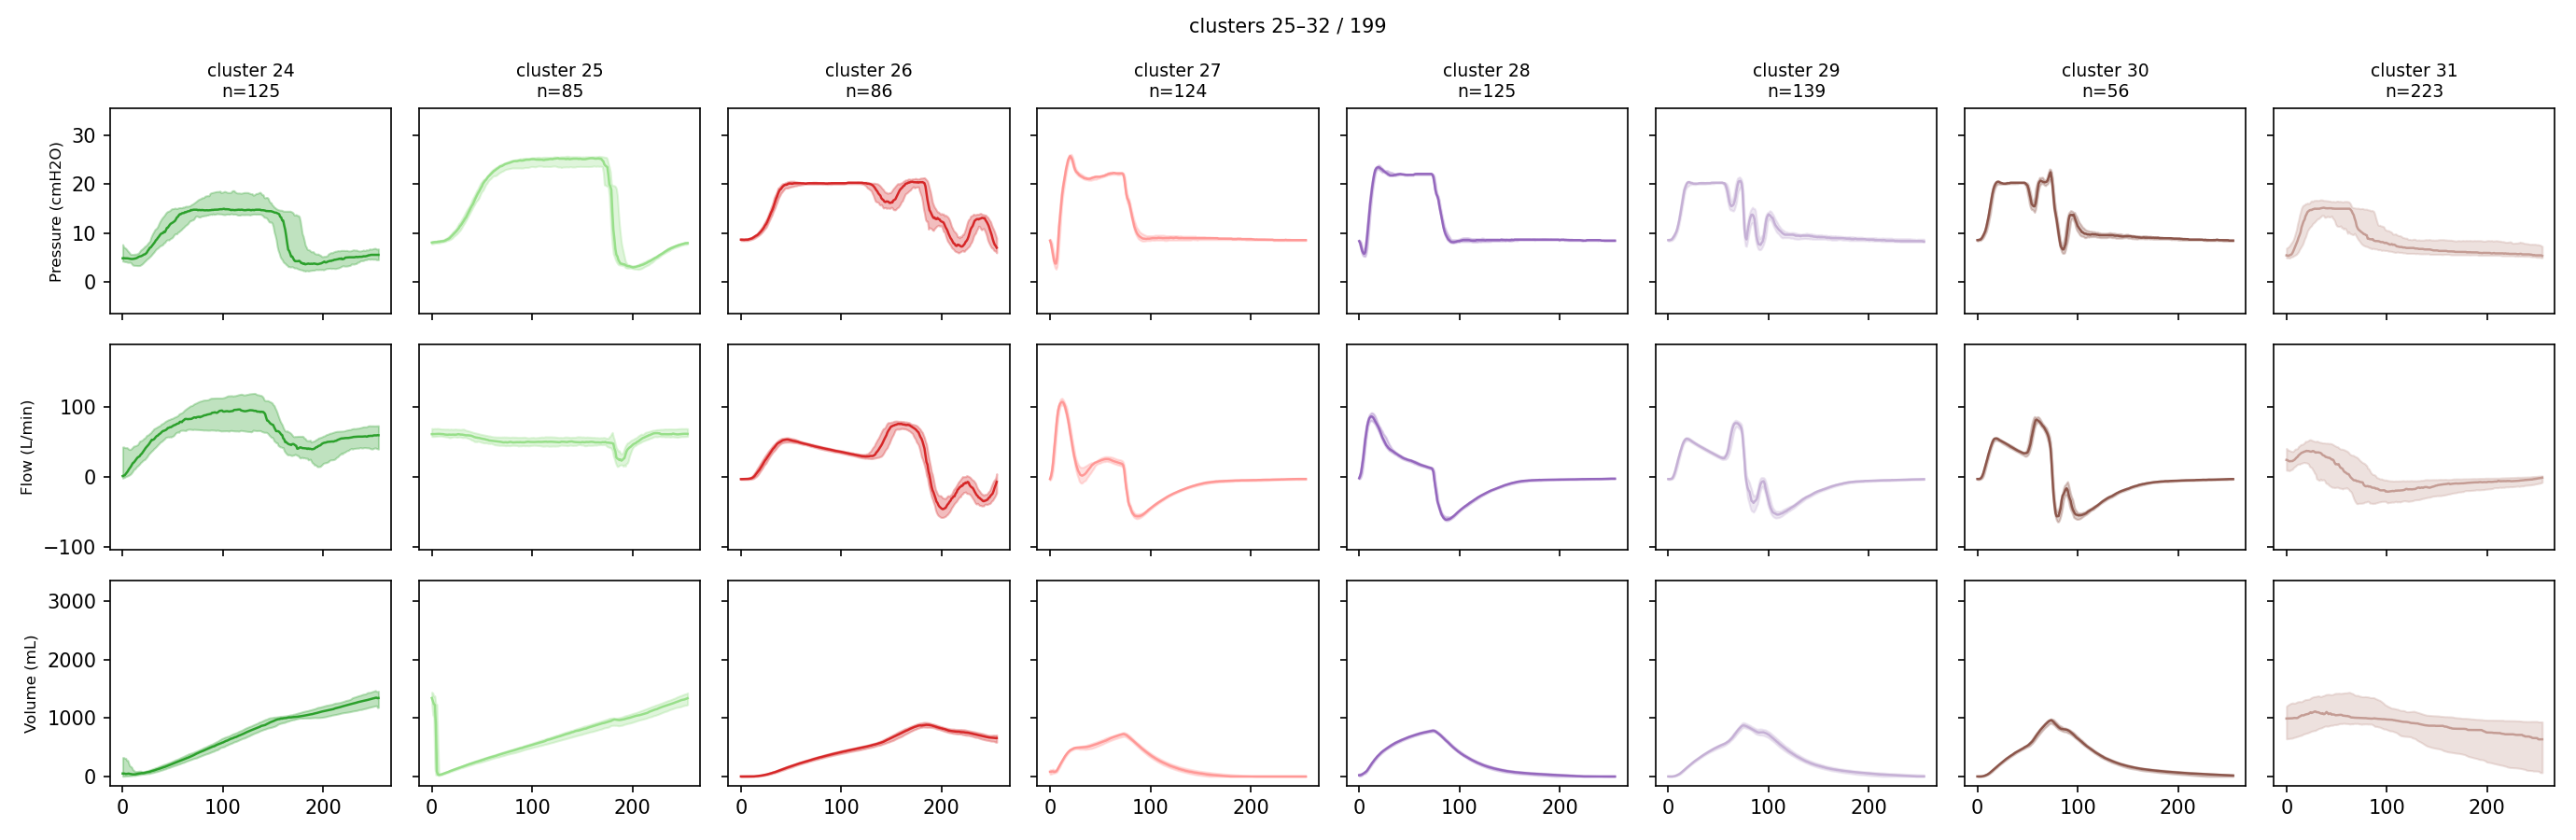 clusters 25–32 / 199
cluster 24
n=125
cluster 25
n=85
cluster 26
n=86
cluster 27
n=124
cluster 28
n=125
cluster 29
n=139
cluster 30
n=56
cluster 31
n=223
Pressure (cmH2O)
30
20
10
0
Flow (L/min)
100
0
−100
Volume (mL)
3000
2000
1000
0
0 100 200
0 100 200
0 100 200
0 100 200
0 100 200
0 100 200
0 100 200
0 100 200